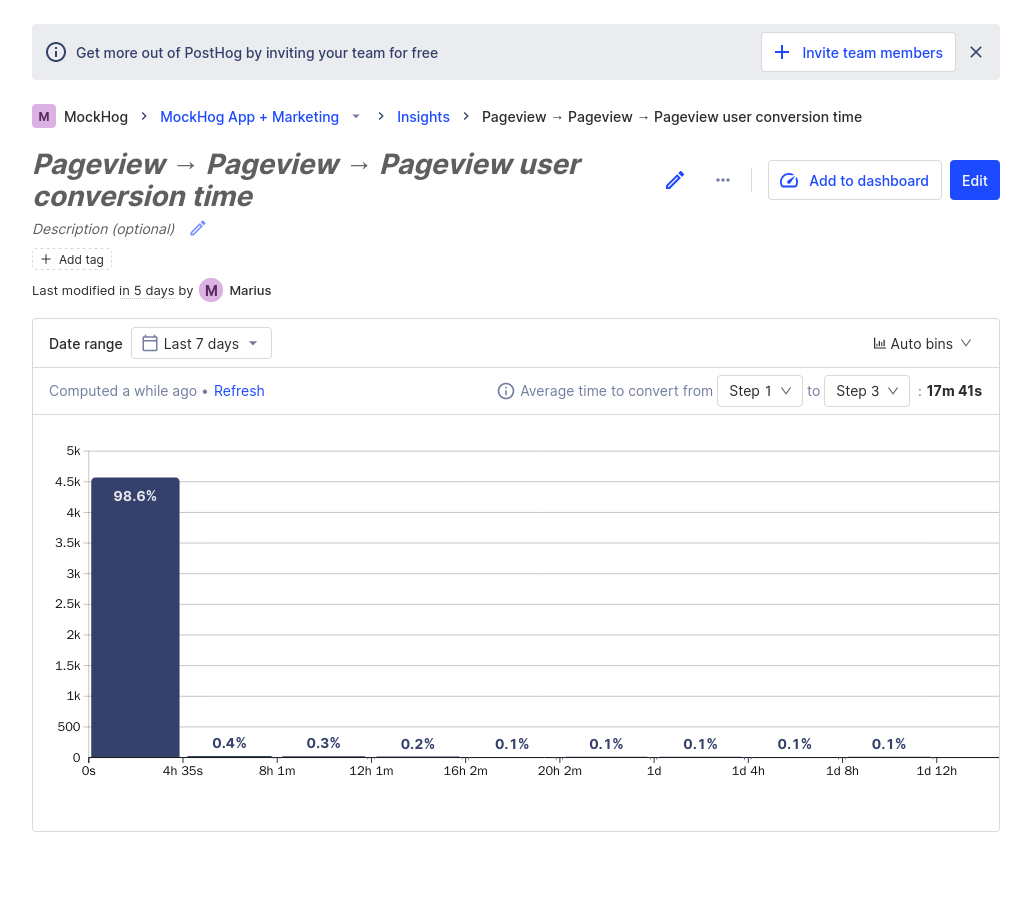 Get more out of PostHog by inviting your team for free
Invite team members
M MockHog > MockHog App + Marketing > Insights > Pageview → Pageview → Pageview user conversion time
Pageview → Pageview → Pageview user
conversion time
Add to dashboard
Edit
Description (optional)
+ Add tag
Last modified in 5 days by M Marius
Date range Last 7 days
Auto bins
Computed a while ago • Refresh
Average time to convert from Step 1 to Step 3 : 17m 41s
5k
4.5k
98.6%
4k
3.5k
3k
2.5k
2k
1.5k
1k
500
0.4% 0.3% 0.2% 0.1% 0.1% 0.1% 0.1% 0.1%
0
0s 4h 35s 8h 1m 12h 1m 16h 2m 20h 2m 1d 1d 4h 1d 8h 1d 12h